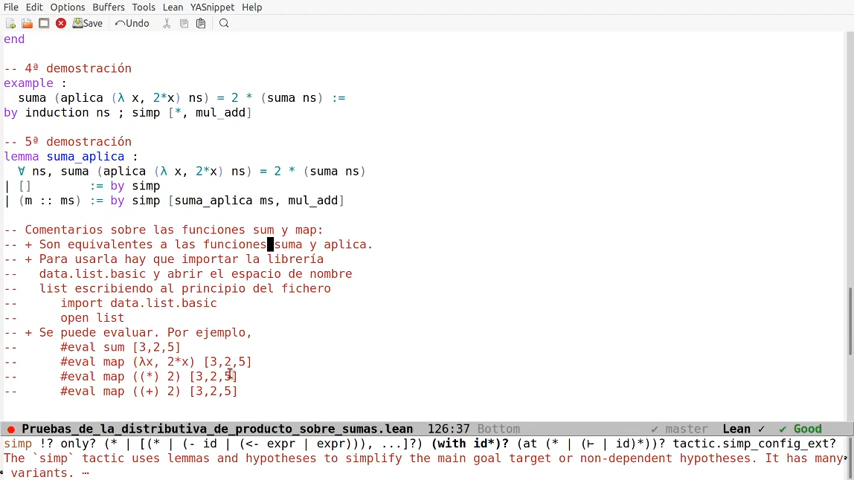 File Edit Options Buffers Tools Lean YASnippet Help
Save Undo
end
-- 4ª demostración
example :
suma (aplica (λ x, 2*x) ns) = 2 * (suma ns) :=
by induction ns ; simp [*, mul_add]
-- 5ª demostración
lemma suma_aplica :
∀ ns, suma (aplica (λ x, 2*x) ns) = 2 * (suma ns)
| [] := by simp
| (m :: ms) := by simp [suma_aplica ms, mul_add]
-- Comentarios sobre las funciones sum y map:
-- + Son equivalentes a las funciones suma y aplica.
-- + Para usarla hay que importar la librería
-- data.list.basic y abrir el espacio de nombre
-- list escribiendo al principio del fichero
-- import data.list.basic
-- open list
-- + Se puede evaluar. Por ejemplo,
-- #eval sum [3,2,5]
-- #eval map (λx, 2*x) [3,2,5]
-- #eval map ((*) 2) [3,2,5]
-- #eval map ((+) 2) [3,2,5]
Pruebas_de_la_distributiva_de_producto_sobre_sumas.lean 126:37 Bottom ✓ master Lean ✓ ✓ Good
simp !? only? (* | [(* | (- id | (<- expr | expr))), ...]?) (with id*)? (at (* | (⊢ | id)*))? tactic.simp_config_ext?
The `simp` tactic uses lemmas and hypotheses to simplify the main goal target or non-dependent hypotheses. It has many
variants. ⋯